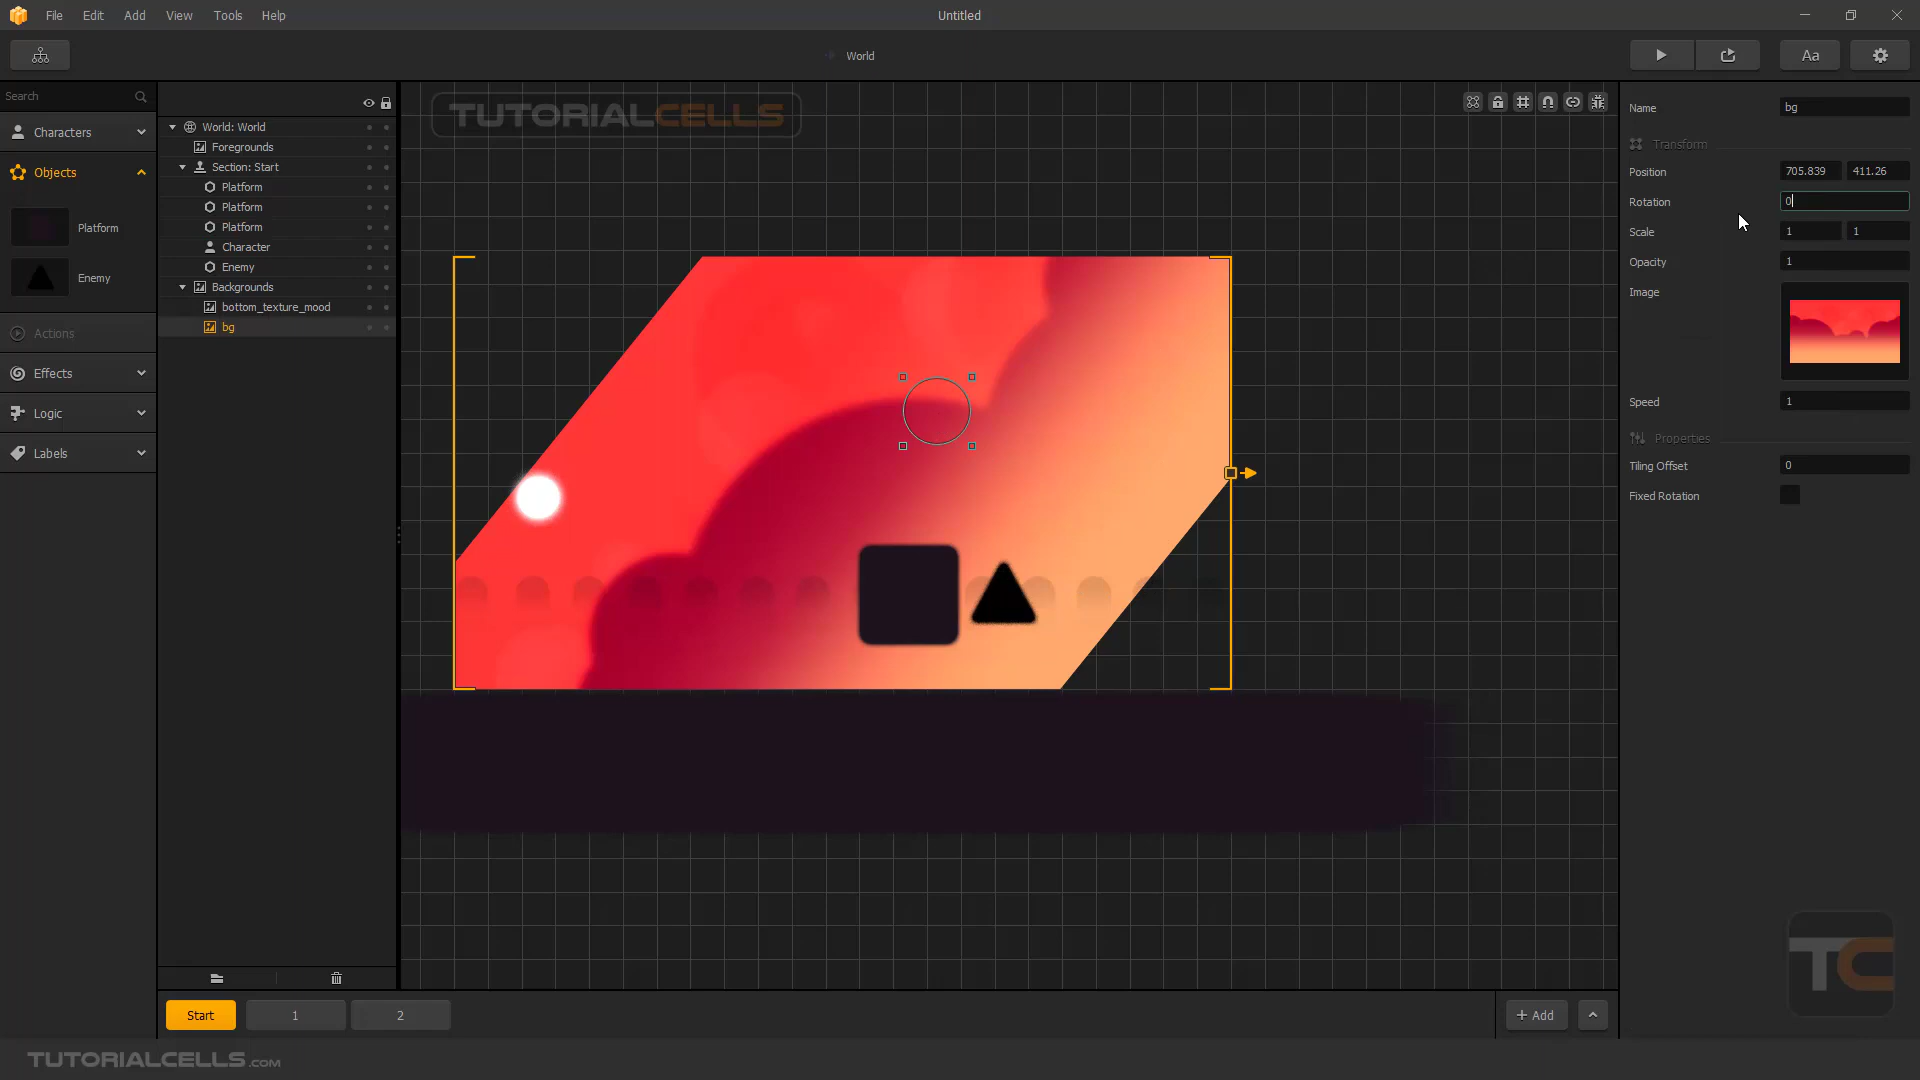 File Edit Add View Tools Help
Untitled
World
Aa
Search
Characters
Objects
Platform
Enemy
Actions
Effects
Logic
Labels
World: World
Foregrounds
Section: Start
Platform
Platform
Platform
Character
Enemy
Backgrounds
bottom_texture_mood
bg
TUTORIALCELLS
Name bg
Transform
Position 705.839 411.26
Rotation 0
Scale 1 1
Opacity 1
Image
Speed 1
Properties
Tiling Offset 0
Fixed Rotation
TC
Start 1 2
+ Add
TUTORIALCELLS.COM